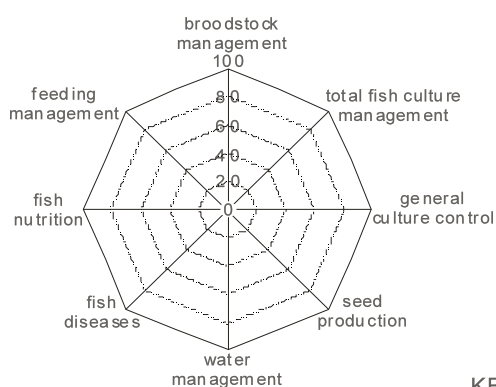 broodstock
management
100
80
60
40
20
0
feeding
management
total fish culture
management
fish
nutrition
general
culture control
fish
diseases
seed
production
water
management